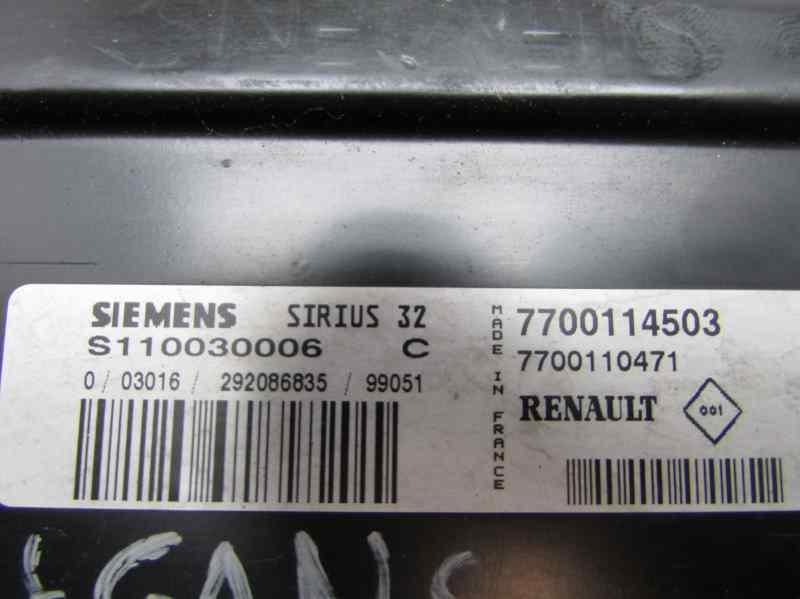 SIEMENS SIRIUS 32
S110030006 C
0 / 03016 / 292086835 / 99051
MADE IN FRANCE
7700114503
7700110471
RENAULT 001